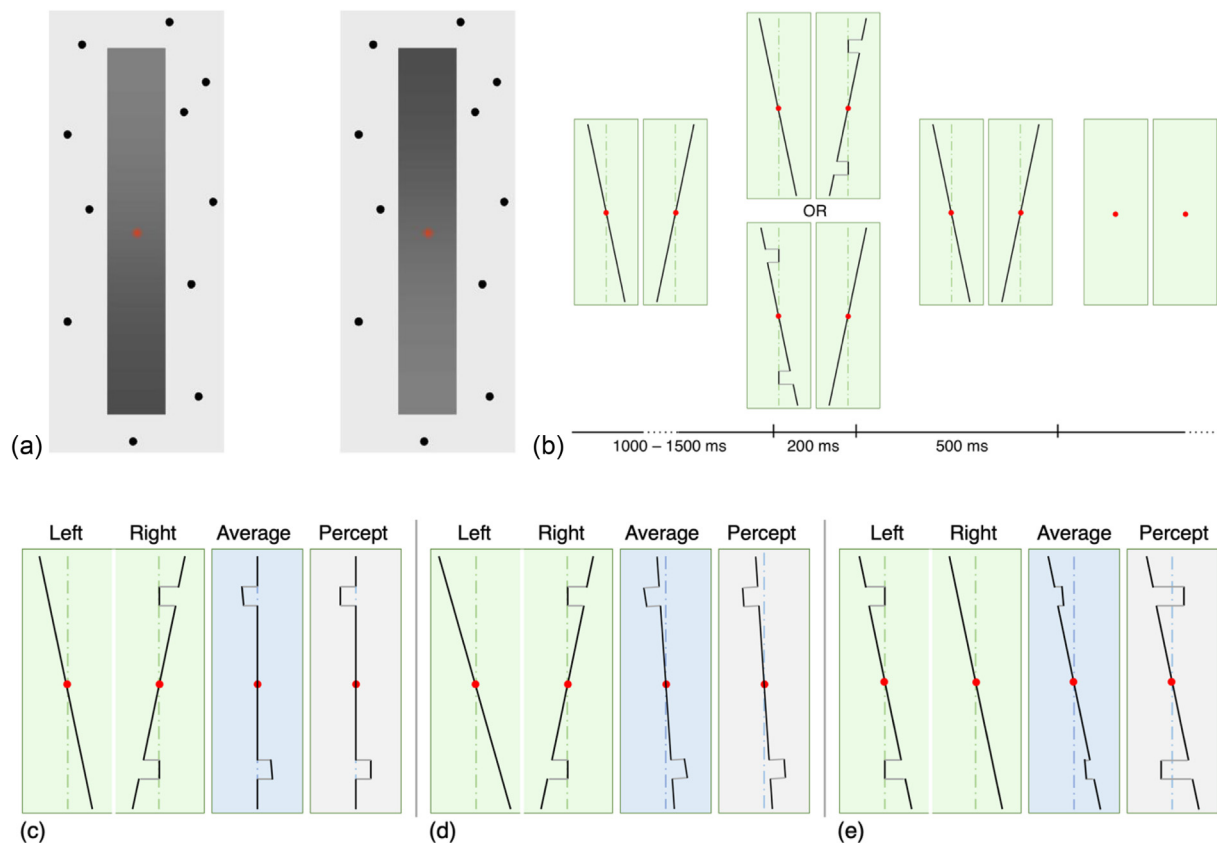 (a)
(b)
OR
1000 – 1500 ms
200 ms
500 ms
Left Right Average Percept
Left Right Average Percept
Left Right Average Percept
(c)
(d)
(e)